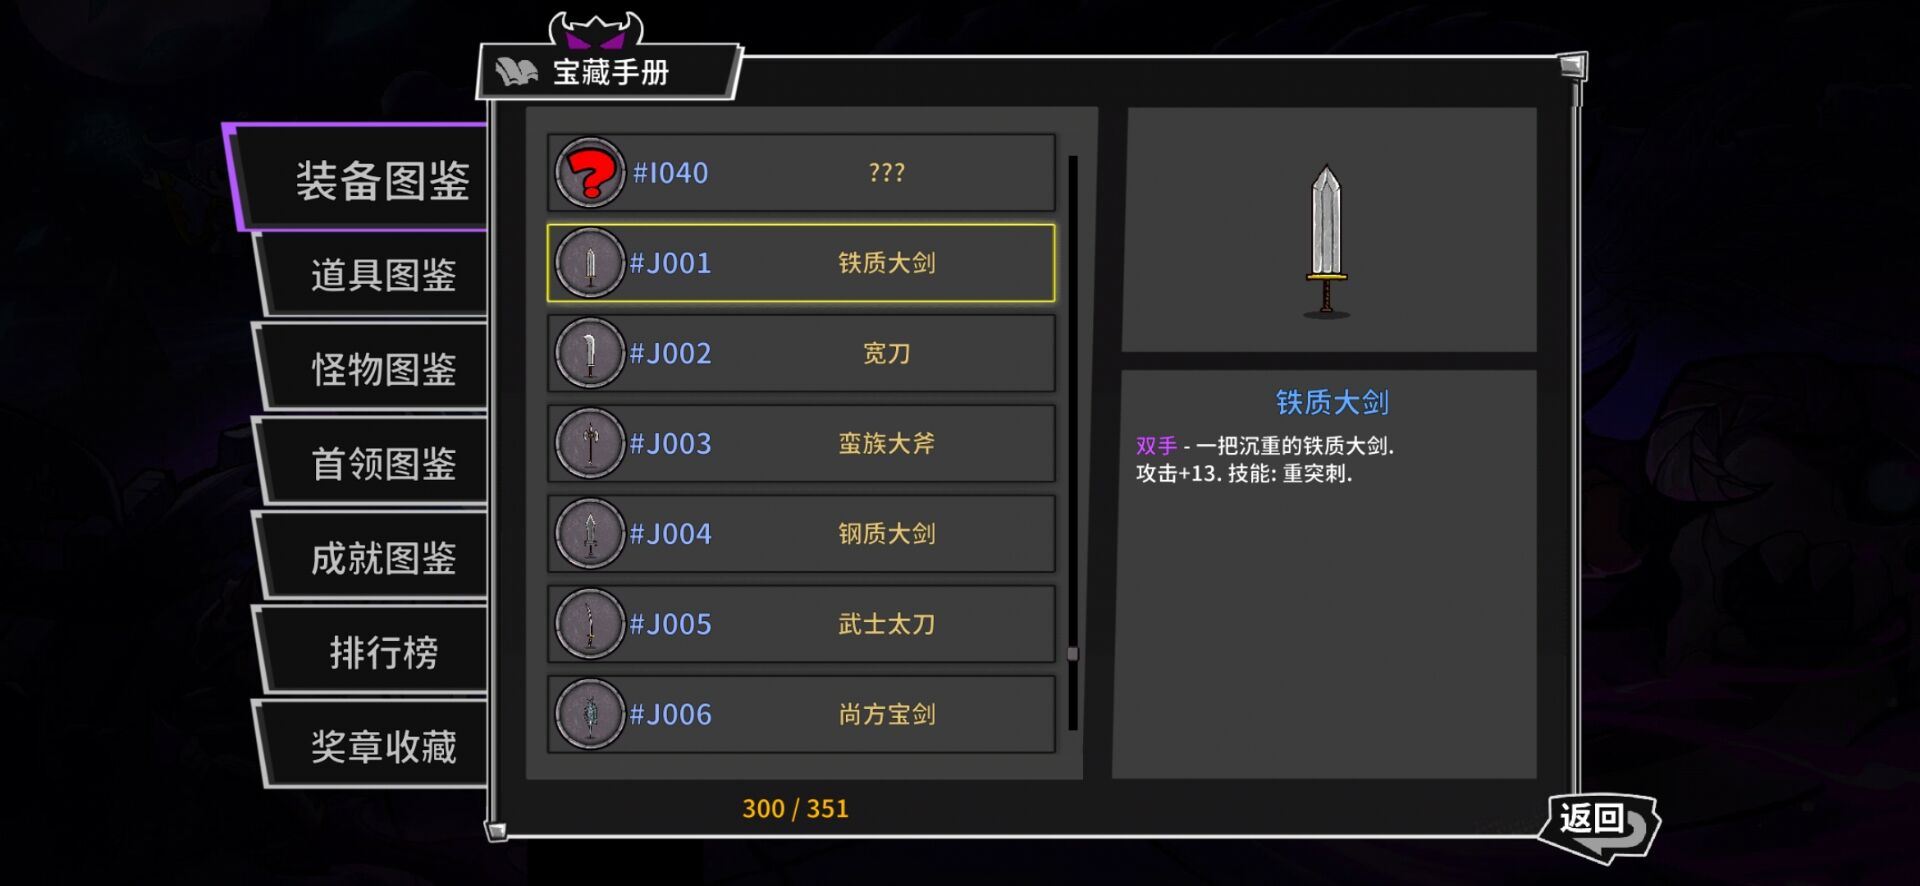 宝藏手册
装备图鉴
道具图鉴
怪物图鉴
首领图鉴
成就图鉴
排行榜
奖章收藏
#I040 ???
#J001 铁质大剑
#J002 宽刀
#J003 蛮族大斧
#J004 钢质大剑
#J005 武士太刀
#J006 尚方宝剑
300 / 351
铁质大剑
双手 - 一把沉重的铁质大剑.
攻击+13. 技能: 重突刺.
返回